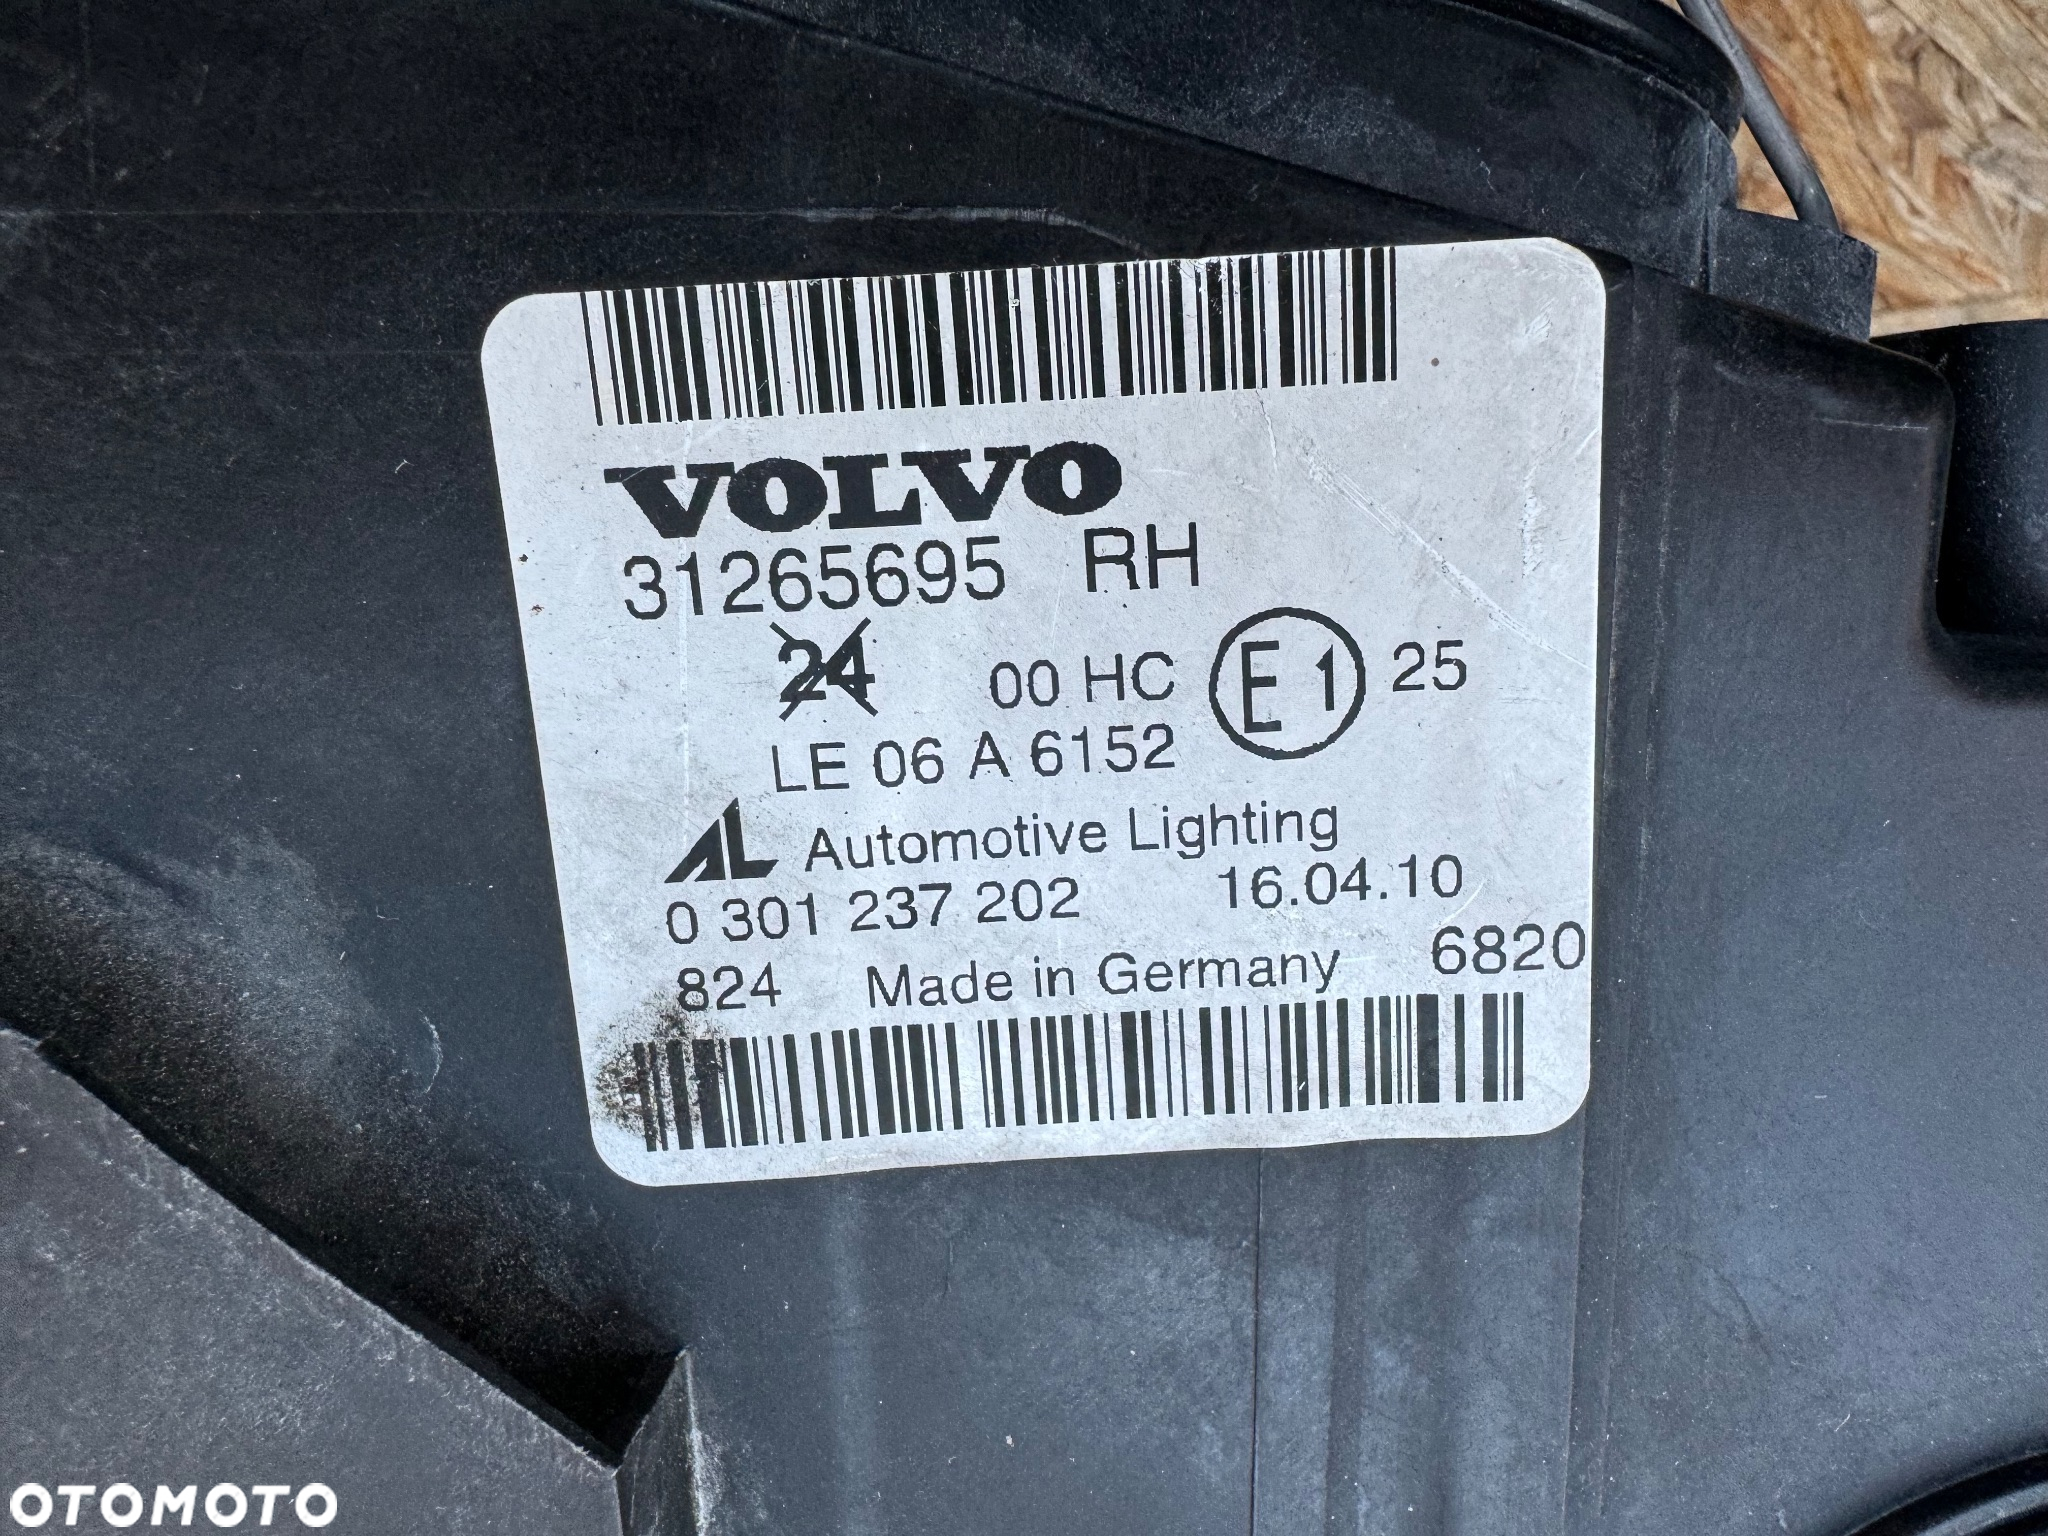 VOLVO
31265695 RH
24 00 HC E1 25
LE 06 A 6152
AL Automotive Lighting
0 301 237 202 16.04.10
824 Made in Germany 6820
OTOMOTO